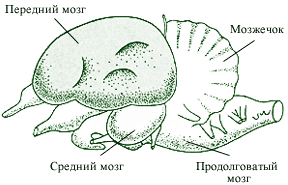 Передний мозг
Мозжечок
Средний мозг
Продолговатый
мозг